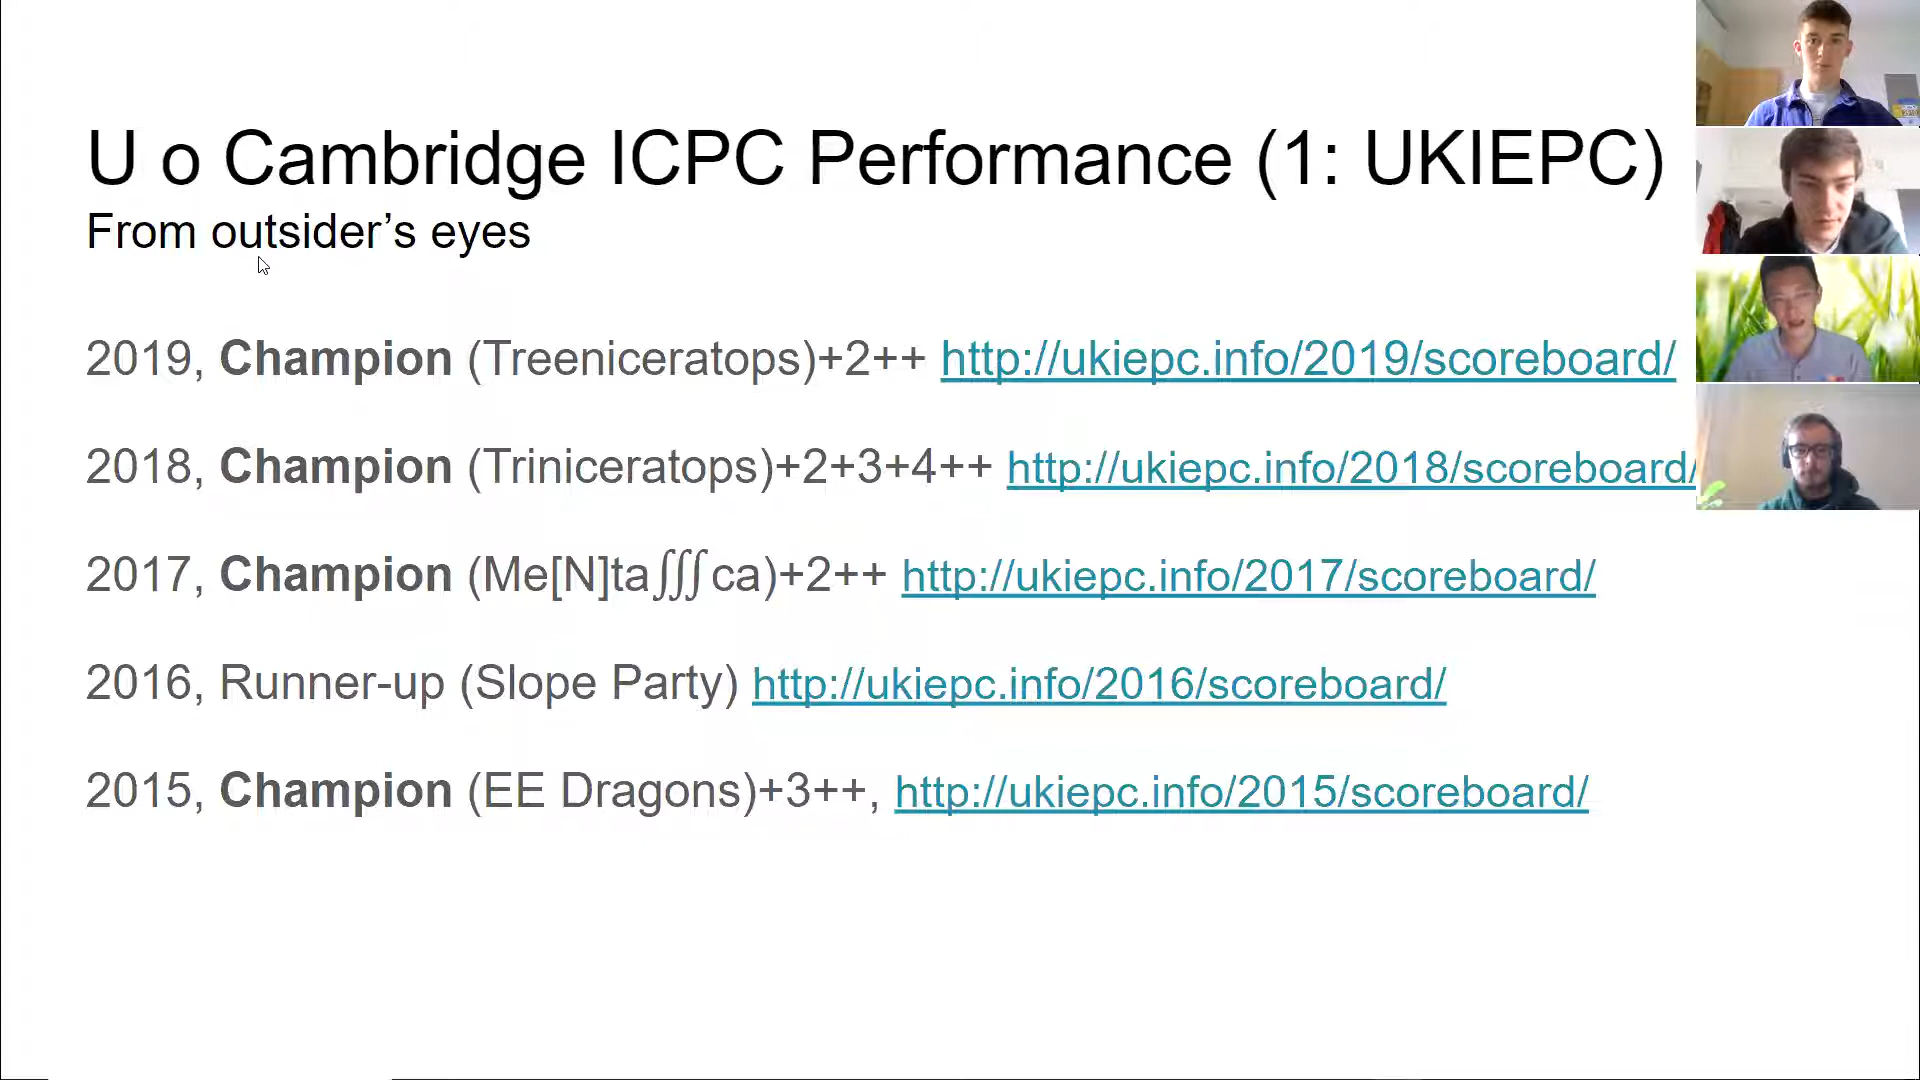 U o Cambridge ICPC Performance (1: UKIEPC)
From outsider’s eyes
2019, Champion (Treeniceratops)+2++ http://ukiepc.info/2019/scoreboard/
2018, Champion (Triniceratops)+2+3+4++ http://ukiepc.info/2018/scoreboard/
2017, Champion (Me[N]ta∫∫∫ca)+2++ http://ukiepc.info/2017/scoreboard/
2016, Runner-up (Slope Party) http://ukiepc.info/2016/scoreboard/
2015, Champion (EE Dragons)+3++, http://ukiepc.info/2015/scoreboard/